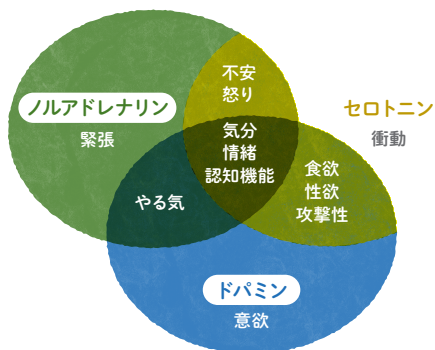 不安
怒り
ノルアドレナリン
緊張
セロトニン
衝動
気分
情緒
認知機能
食欲
性欲
攻撃性
やる気
ドパミン
意欲